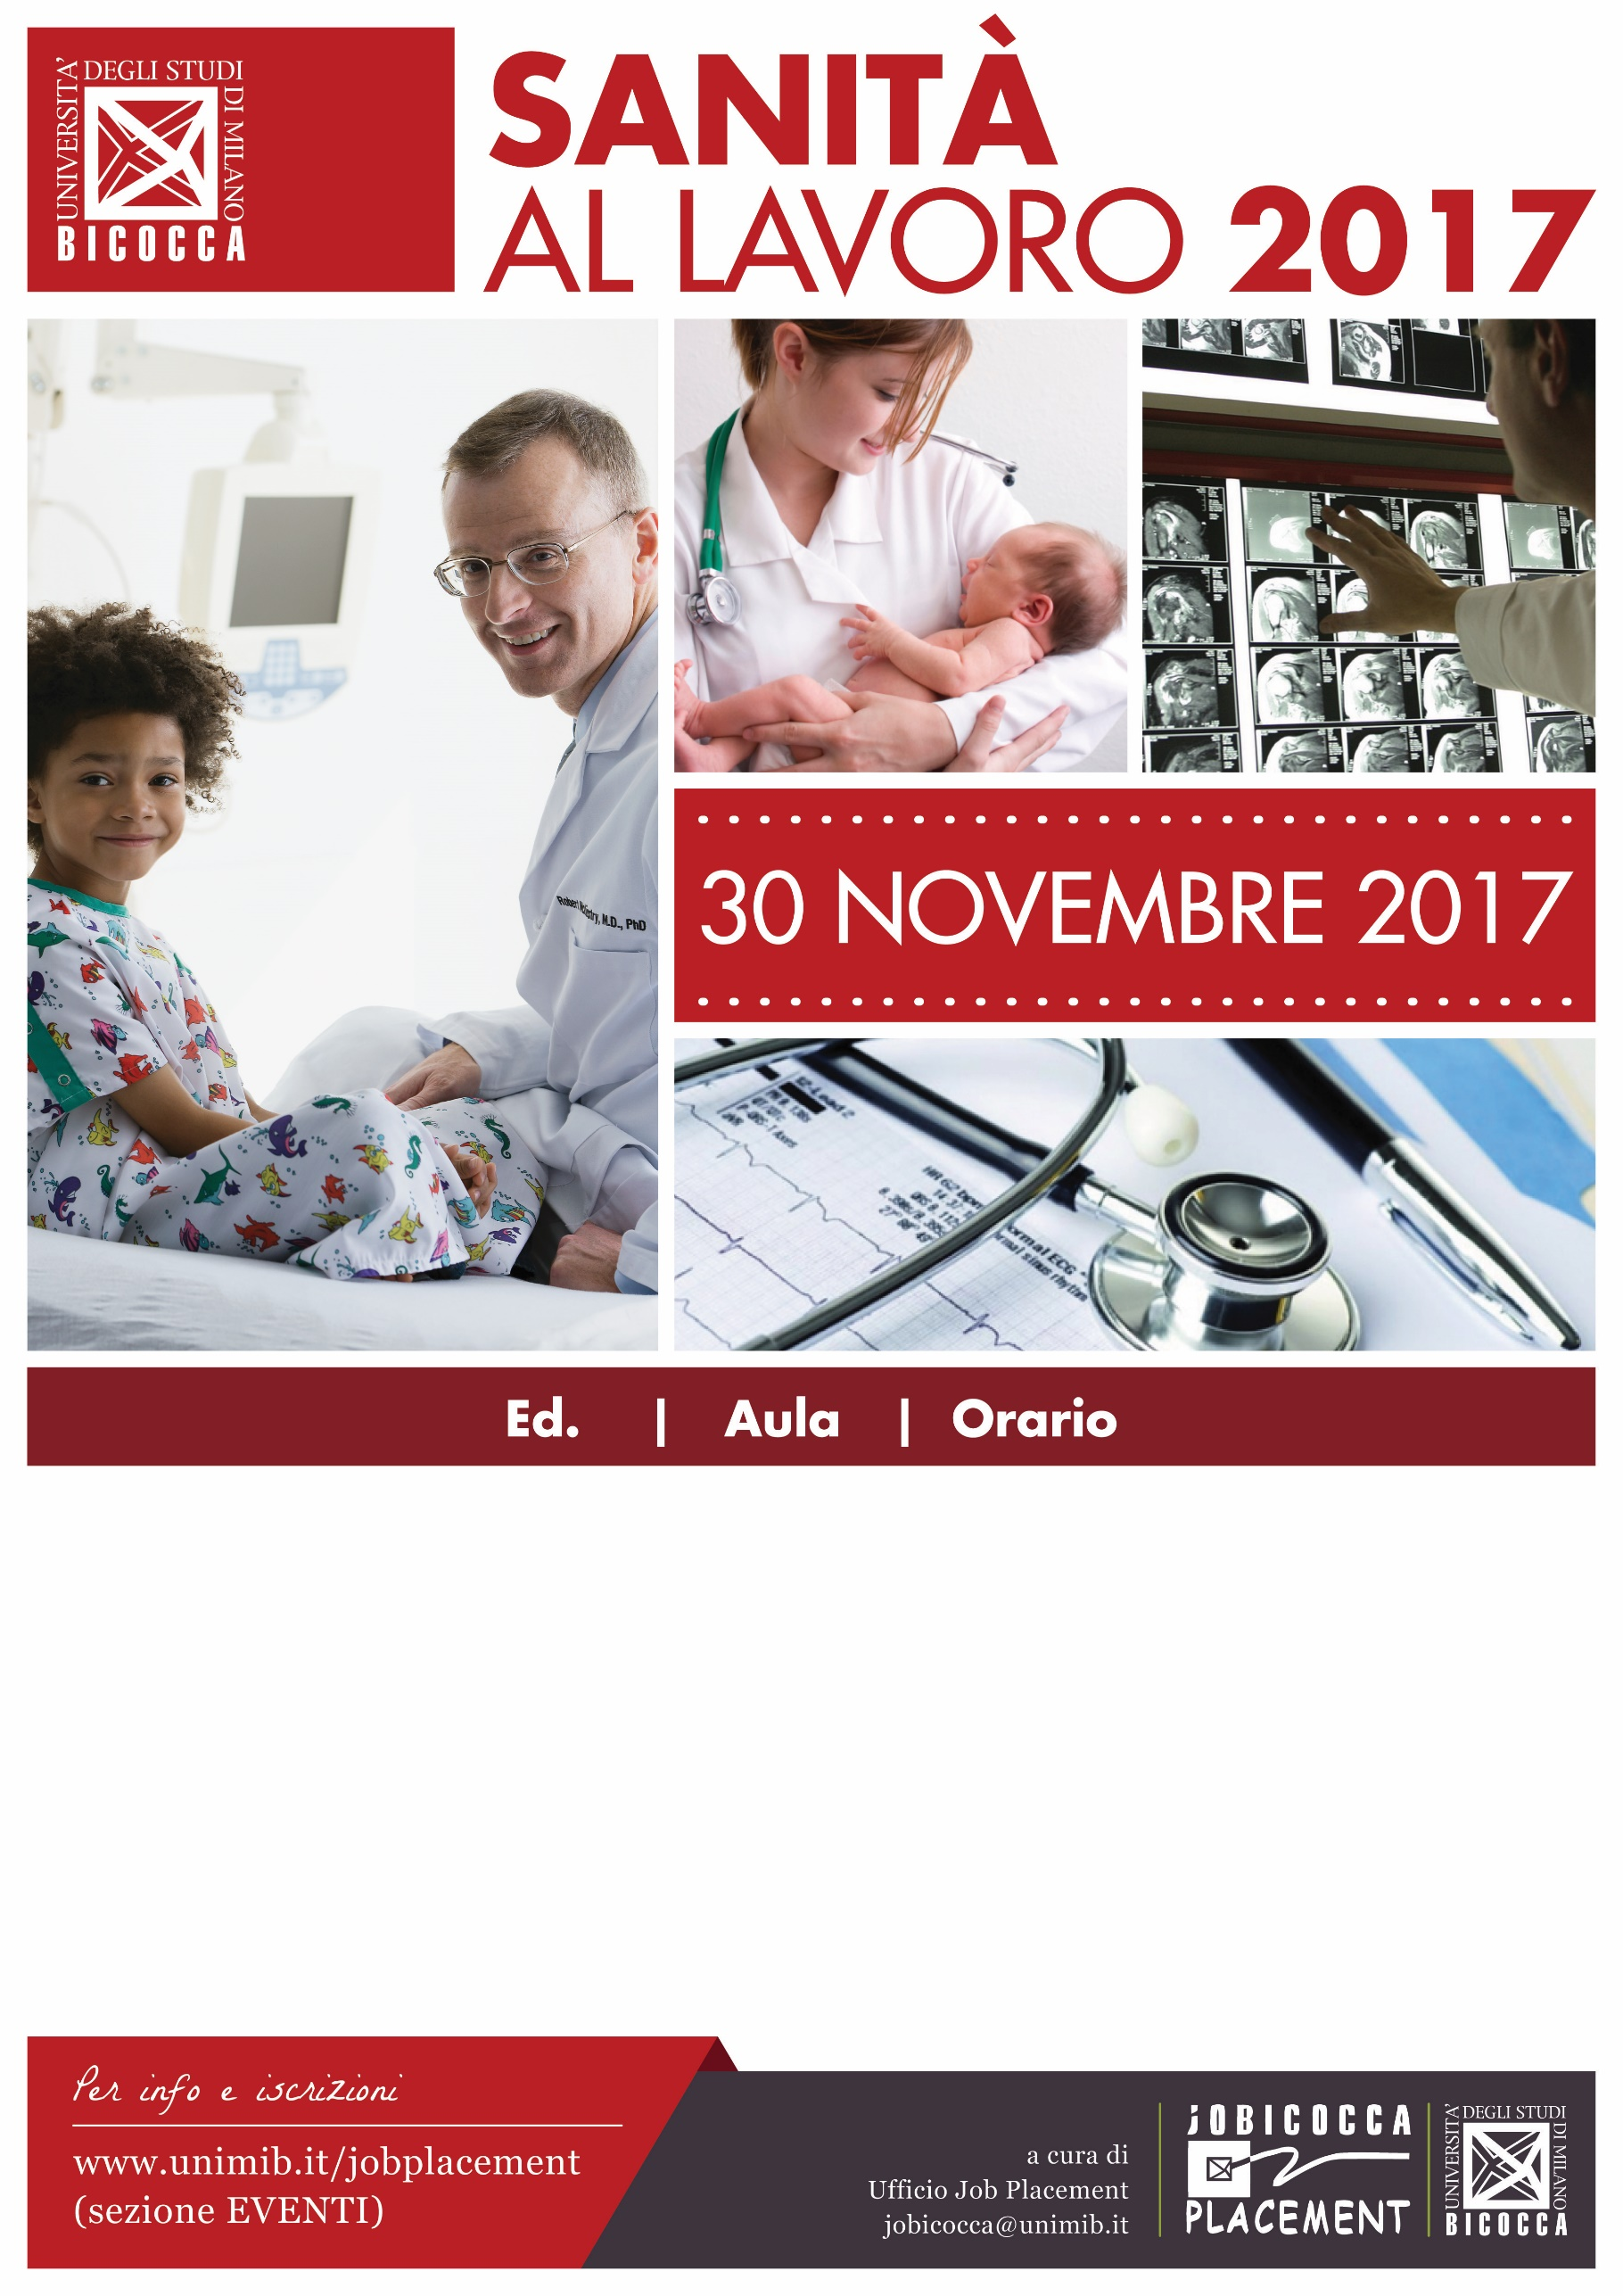 UNIVERSITA'
DEGLI STUDI
DI MILANO
BICOCCA
SANITÀ
AL LAVORO 2017
M.D., PhD
30 NOVEMBRE 2017
Ed. | Aula | Orario
Per info e iscrizioni
www.unimib.it/jobplacement
(sezione EVENTI)
a cura di
Ufficio Job Placement
jobicocca@unimib.it
JOBICOCCA
PLACEMENT
UNIVERSITA'
DEGLI STUDI
DI MILANO
BICOCCA